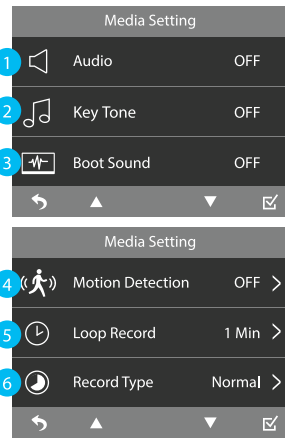 Media Setting
1 Audio OFF
2 Key Tone OFF
3 Boot Sound OFF
Media Setting
4 Motion Detection OFF >
5 Loop Record 1 Min >
6 Record Type Normal >